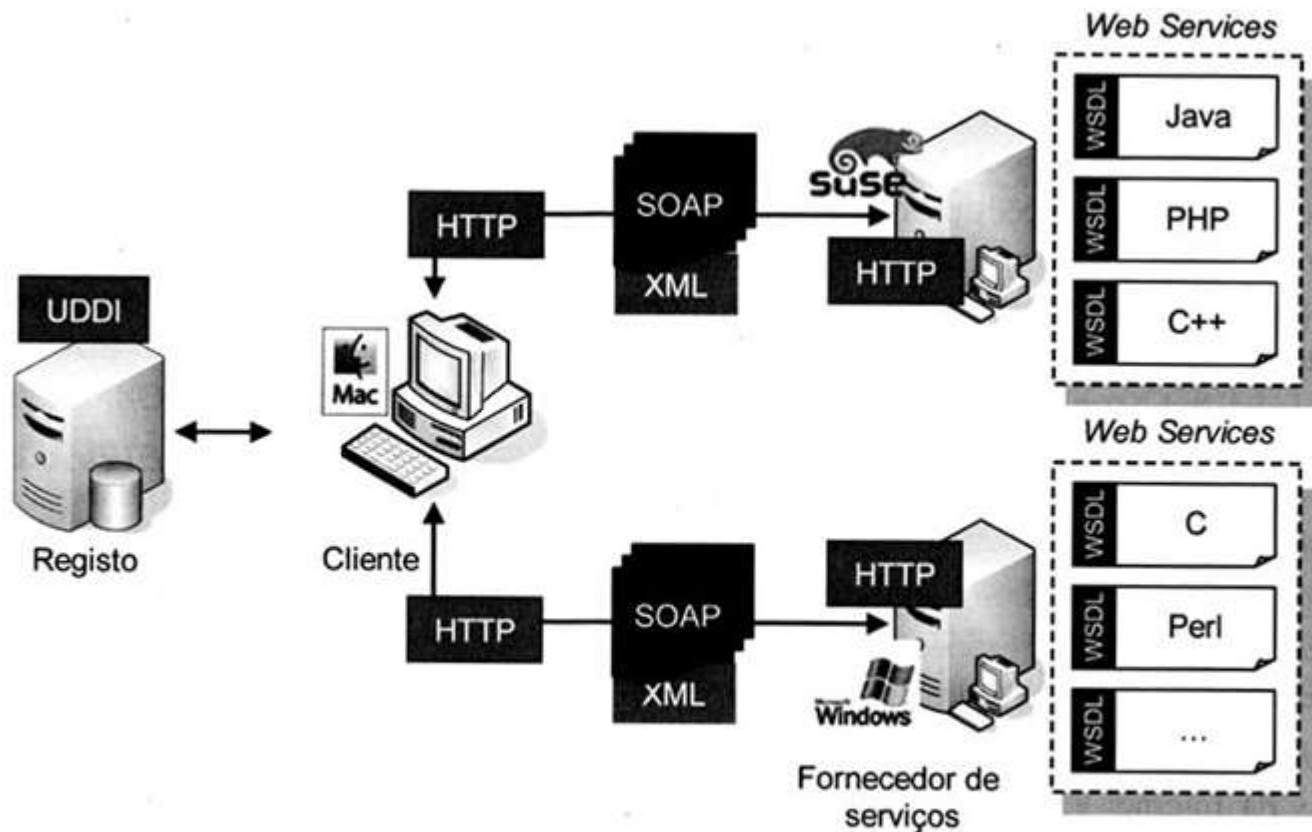 Web Services
WSDL
Java
WSDL
PHP
WSDL
C++
suse
HTTP
SOAP
XML
HTTP
UDDI
Registo
Mac
Cliente
Web Services
WSDL
C
WSDL
Perl
WSDL
...
HTTP
SOAP
XML
HTTP
Microsoft
Windows
Fornecedor de
serviços